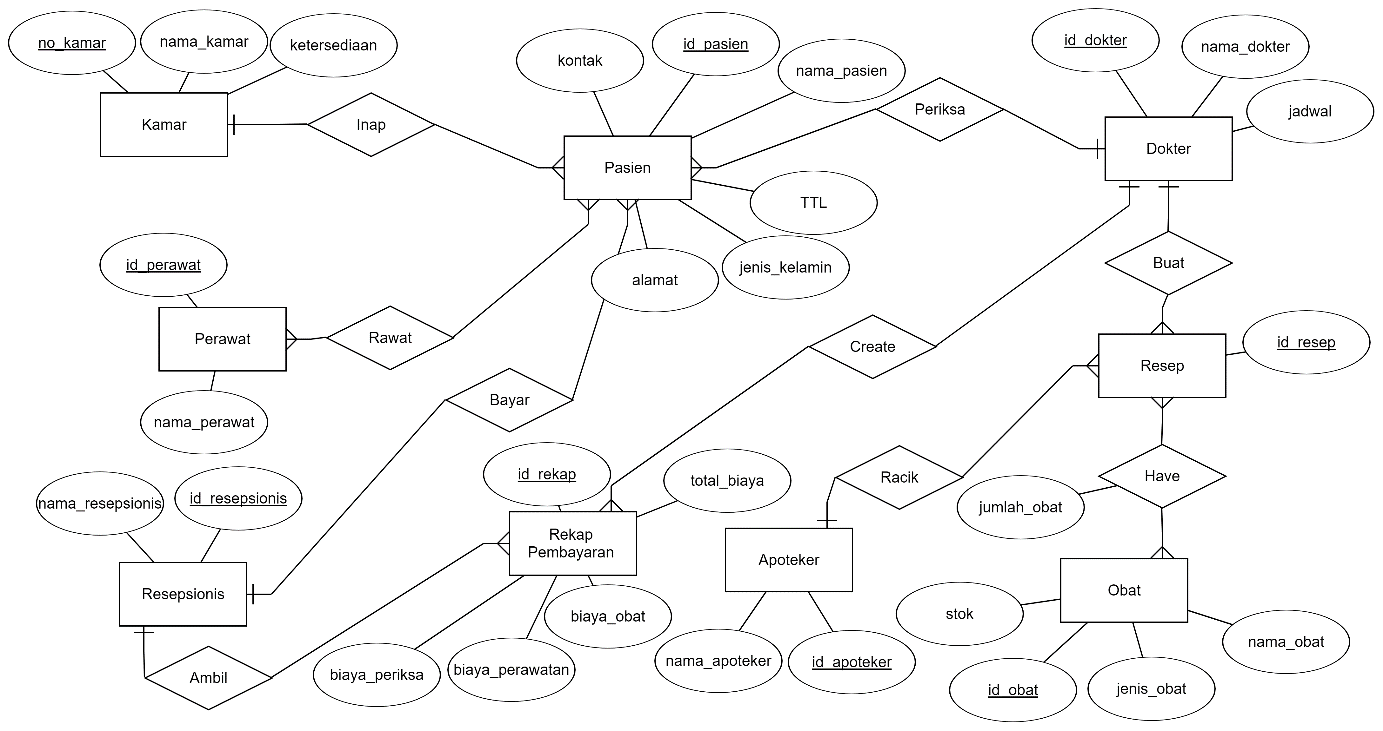 no_kamar
nama_kamar
ketersediaan
Kamar
Inap
kontak
id_pasien
nama_pasien
Pasien
TTL
jenis_kelamin
alamat
Periksa
id_dokter
nama_dokter
jadwal
Dokter
Buat
id_perawat
Perawat
nama_perawat
Rawat
Bayar
Create
Resep
id_resep
nama_resepsionis
id_resepsionis
Resepsionis
Ambil
id_rekap
total_biaya
Rekap
Pembayaran
biaya_obat
biaya_periksa
biaya_perawatan
Racik
Apoteker
nama_apoteker
id_apoteker
Have
jumlah_obat
Obat
stok
id_obat
jenis_obat
nama_obat